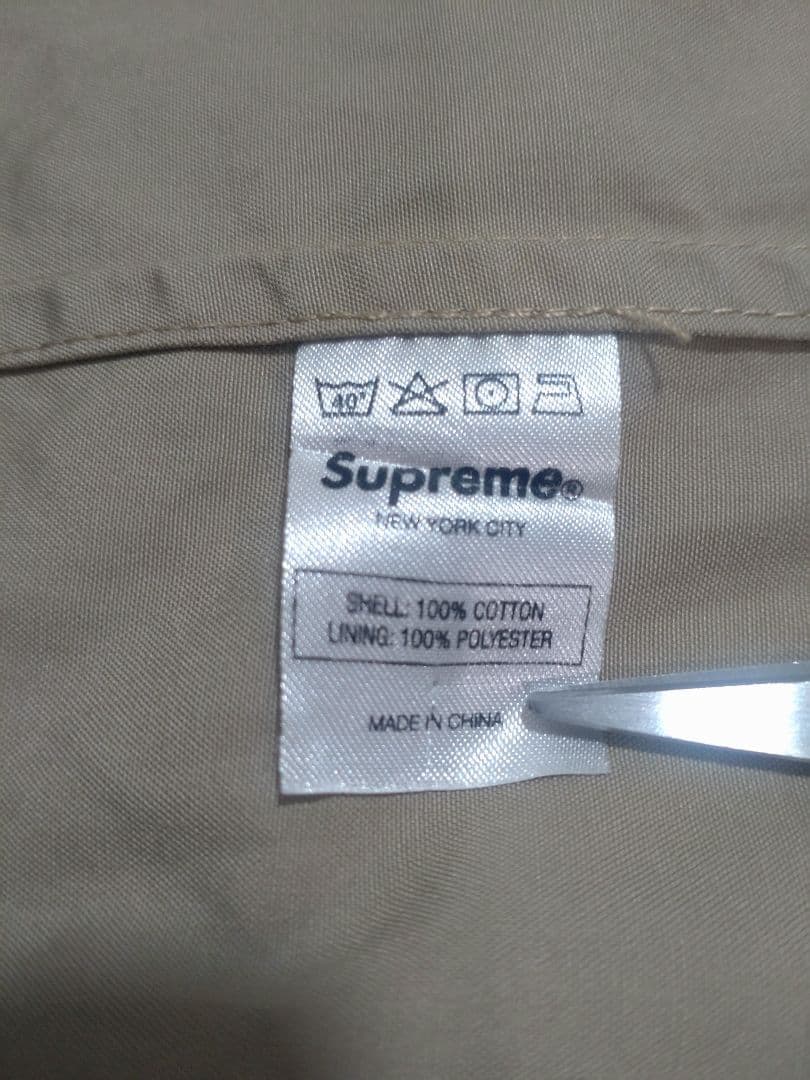 40°
Supreme®
NEW YORK CITY
SHELL: 100% COTTON
LINING: 100% POLYESTER
MADE IN CHINA